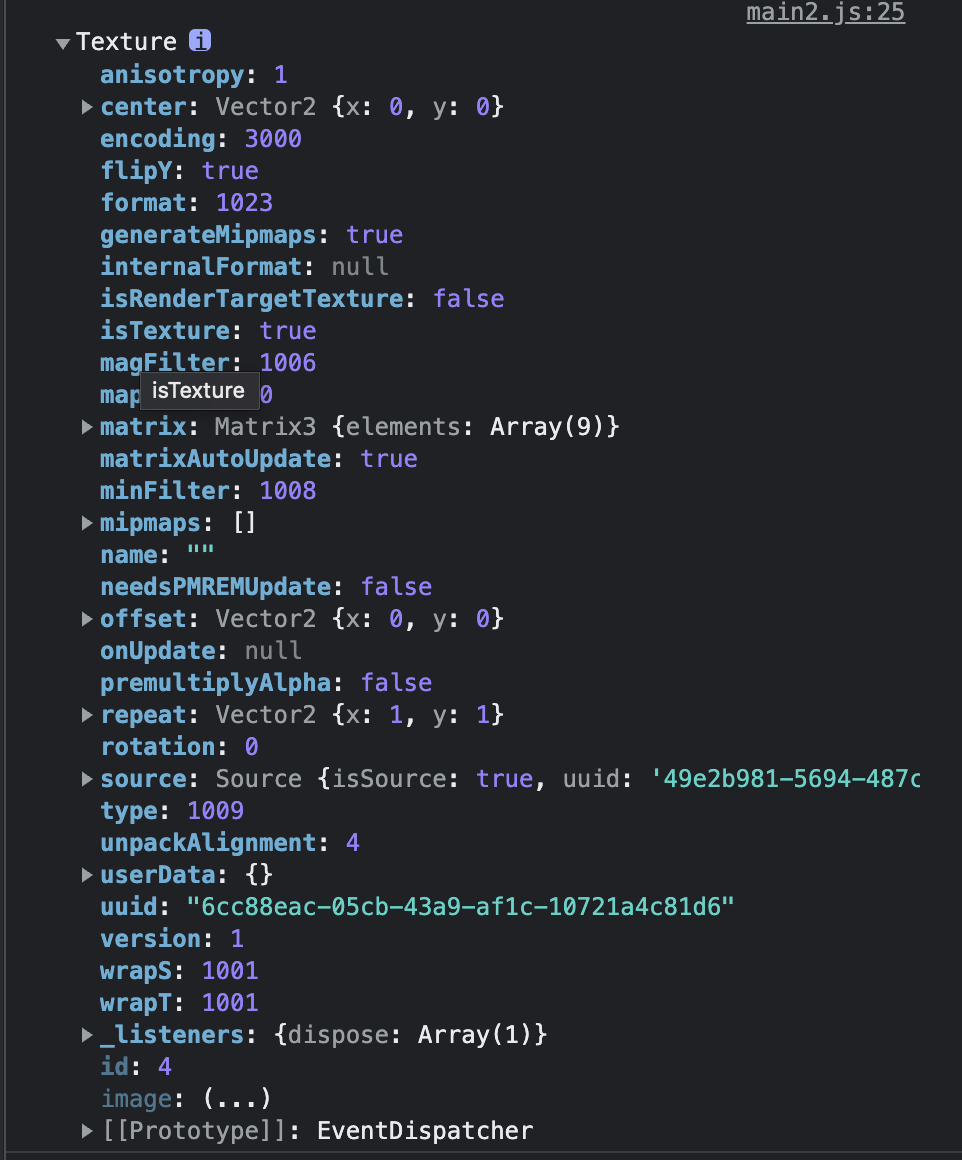 main2.js:25
Texture i
anisotropy: 1
center: Vector2 {x: 0, y: 0}
encoding: 3000
flipY: true
format: 1023
generateMipmaps: true
internalFormat: null
isRenderTargetTexture: false
isTexture: true
magFilter: 1006
map 0
isTexture
matrix: Matrix3 {elements: Array(9)}
matrixAutoUpdate: true
minFilter: 1008
mipmaps: []
name: ""
needsPMREMUpdate: false
offset: Vector2 {x: 0, y: 0}
onUpdate: null
premultiplyAlpha: false
repeat: Vector2 {x: 1, y: 1}
rotation: 0
source: Source {isSource: true, uuid: '49e2b981-5694-487c
type: 1009
unpackAlignment: 4
userData: {}
uuid: "6cc88eac-05cb-43a9-af1c-10721a4c81d6"
version: 1
wrapS: 1001
wrapT: 1001
_listeners: {dispose: Array(1)}
id: 4
image: (...)
[[Prototype]]: EventDispatcher